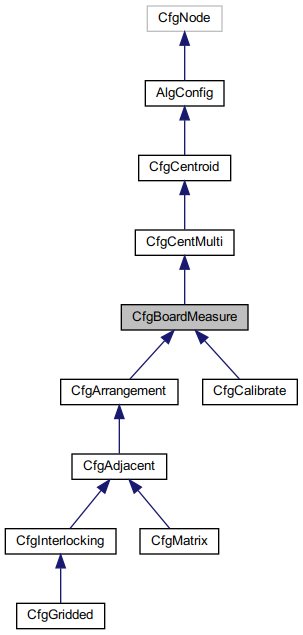 CfgNode
AlgConfig
CfgCentroid
CfgCentMulti
CfgBoardMeasure
CfgArrangement
CfgCalibrate
CfgAdjacent
CfgInterlocking
CfgMatrix
CfgGridded